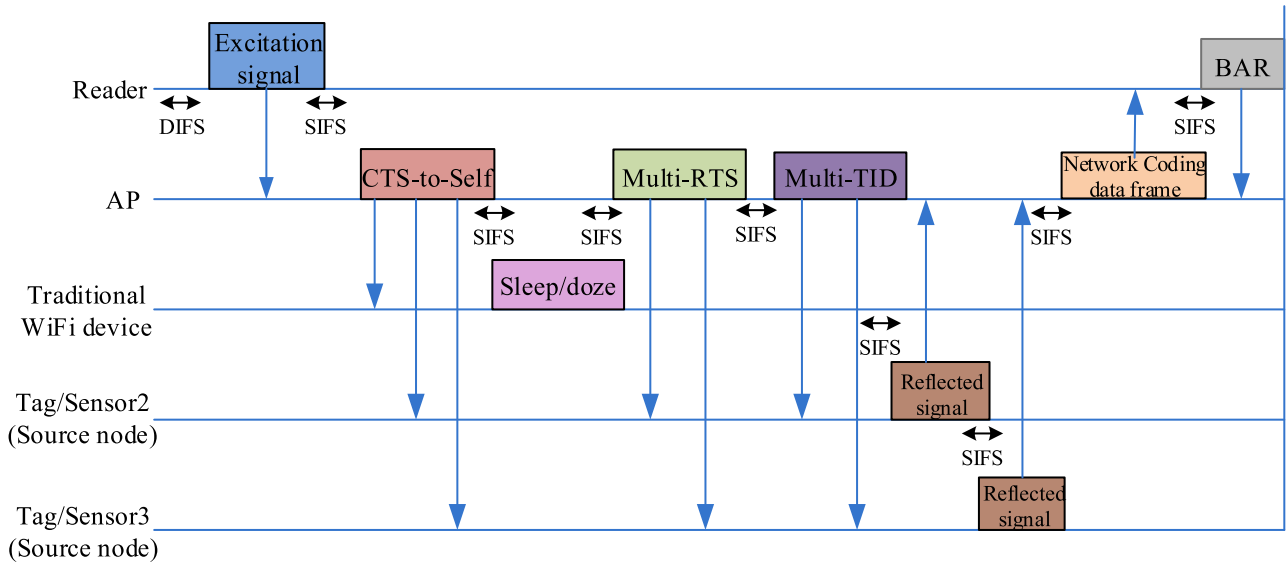 Excitation
signal
BAR
Reader
DIFS
SIFS
SIFS
CTS-to-Self
Multi-RTS
Multi-TID
Network Coding
data frame
AP
SIFS
SIFS
SIFS
SIFS
Sleep/doze
Traditional
WiFi device
SIFS
Reflected
signal
Tag/Sensor2
(Source node)
SIFS
Reflected
signal
Tag/Sensor3
(Source node)